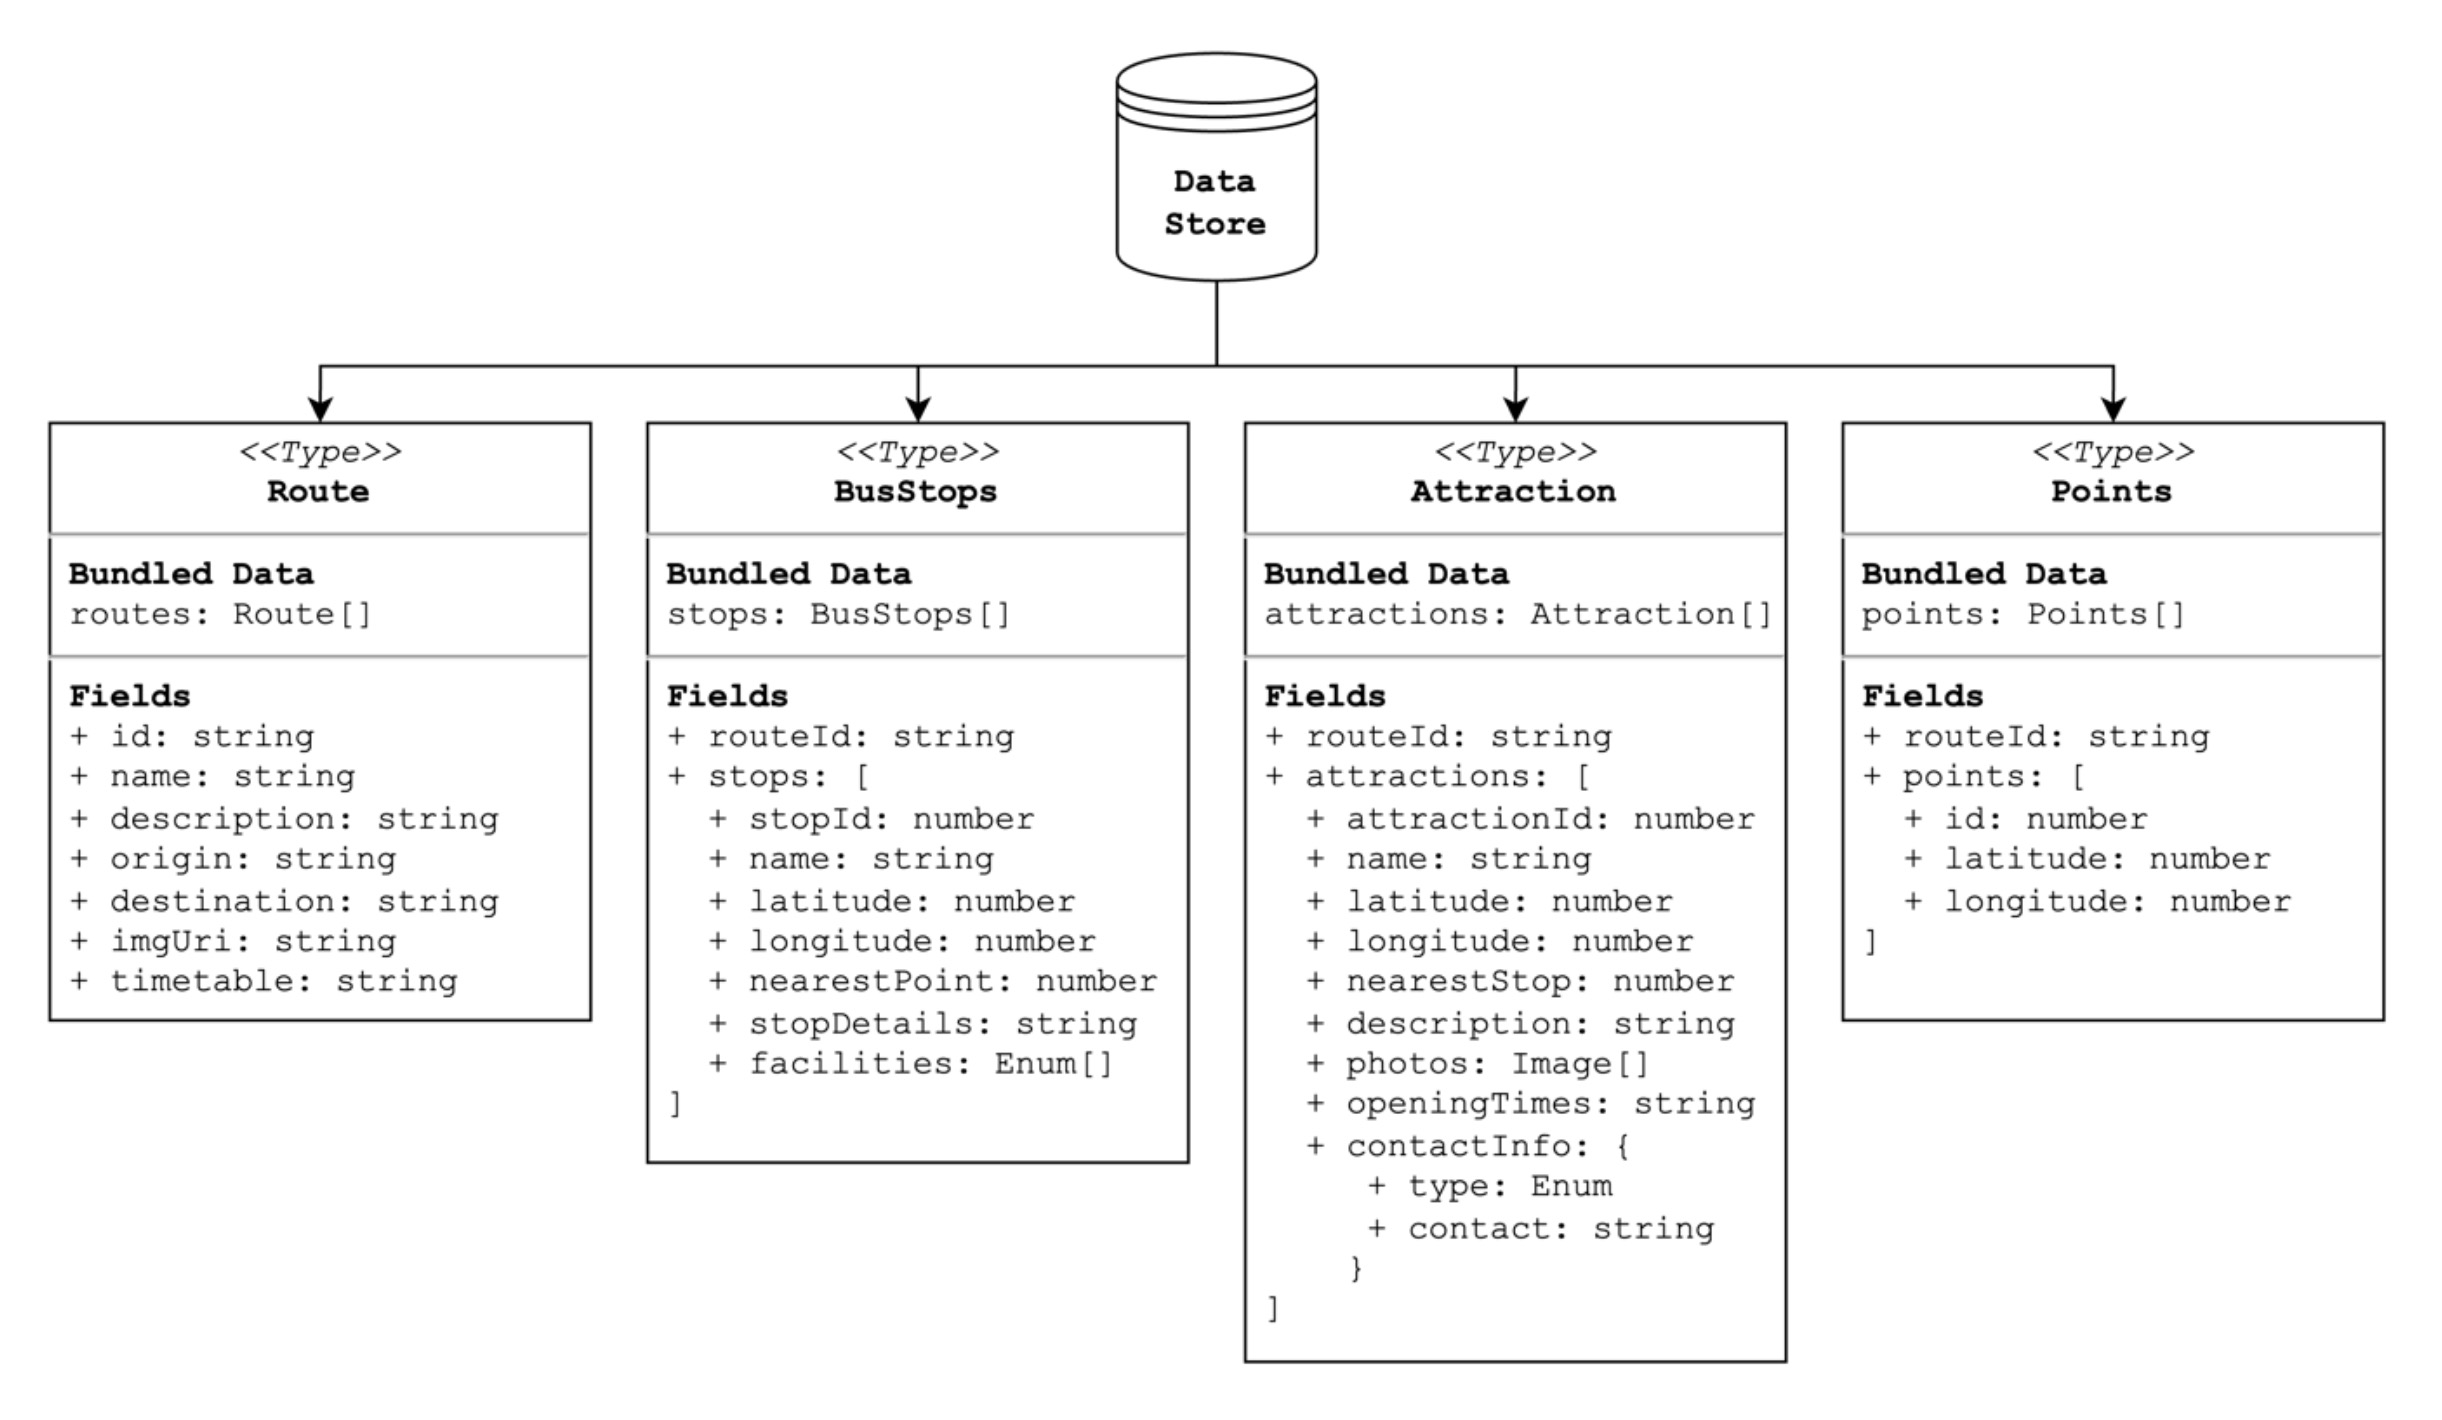 Data
Store
<<Type>>
Route
Bundled Data
routes: Route[]
Fields
+ id: string
+ name: string
+ description: string
+ origin: string
+ destination: string
+ imgUri: string
+ timetable: string
<<Type>>
BusStops
Bundled Data
stops: BusStops[]
Fields
+ routeId: string
+ stops: [
+ stopId: number
+ name: string
+ latitude: number
+ longitude: number
+ nearestPoint: number
+ stopDetails: string
+ facilities: Enum[]
]
<<Type>>
Attraction
Bundled Data
attractions: Attraction[]
Fields
+ routeId: string
+ attractions: [
+ attractionId: number
+ name: string
+ latitude: number
+ longitude: number
+ nearestStop: number
+ description: string
+ photos: Image[]
+ openingTimes: string
+ contactInfo: {
+ type: Enum
+ contact: string
}
]
<<Type>>
Points
Bundled Data
points: Points[]
Fields
+ routeId: string
+ points: [
+ id: number
+ latitude: number
+ longitude: number
]